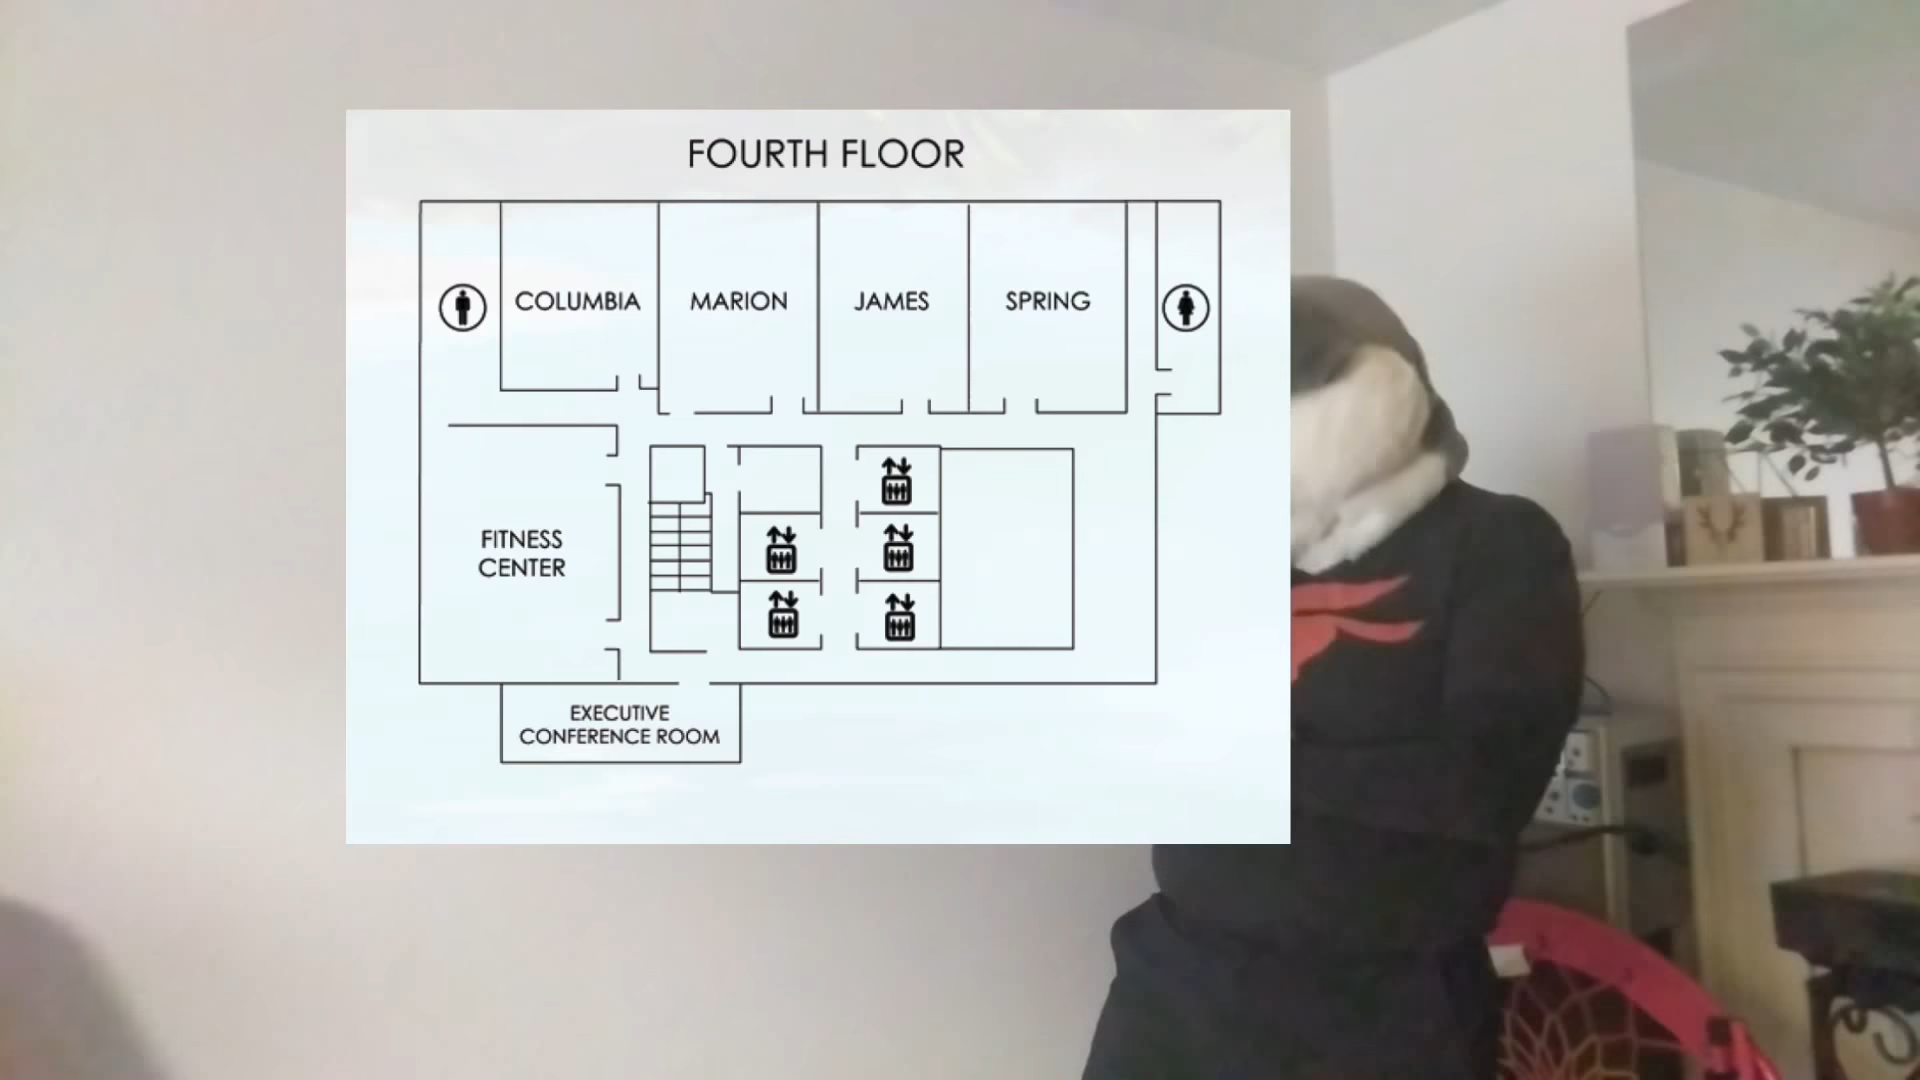 FOURTH FLOOR
COLUMBIA
MARION
JAMES
SPRING
FITNESS
CENTER
EXECUTIVE
CONFERENCE ROOM